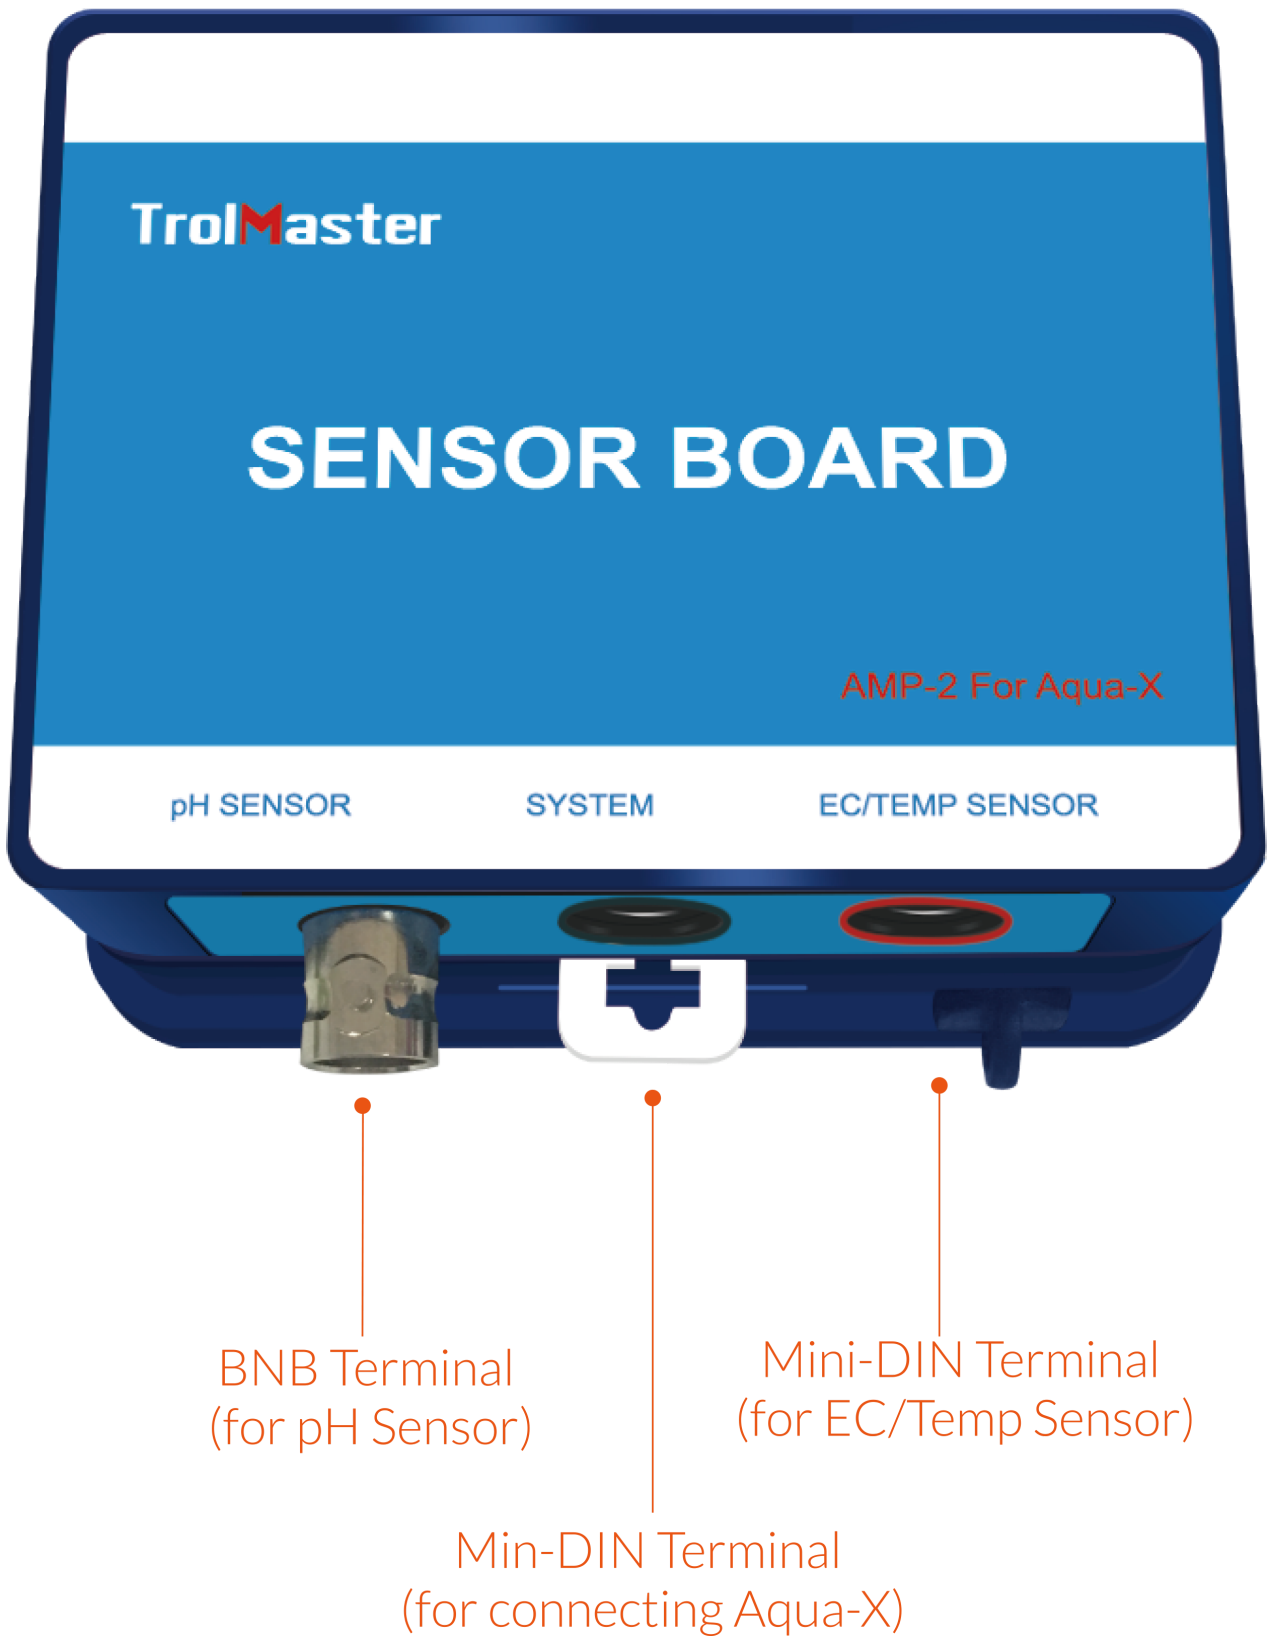 TrolMaster
SENSOR BOARD
AMP-2 For Aqua-X
pH SENSOR
SYSTEM
EC/TEMP SENSOR
BNB Terminal
(for pH Sensor)
Mini-DIN Terminal
(for EC/Temp Sensor)
Min-DIN Terminal
(for connecting Aqua-X)